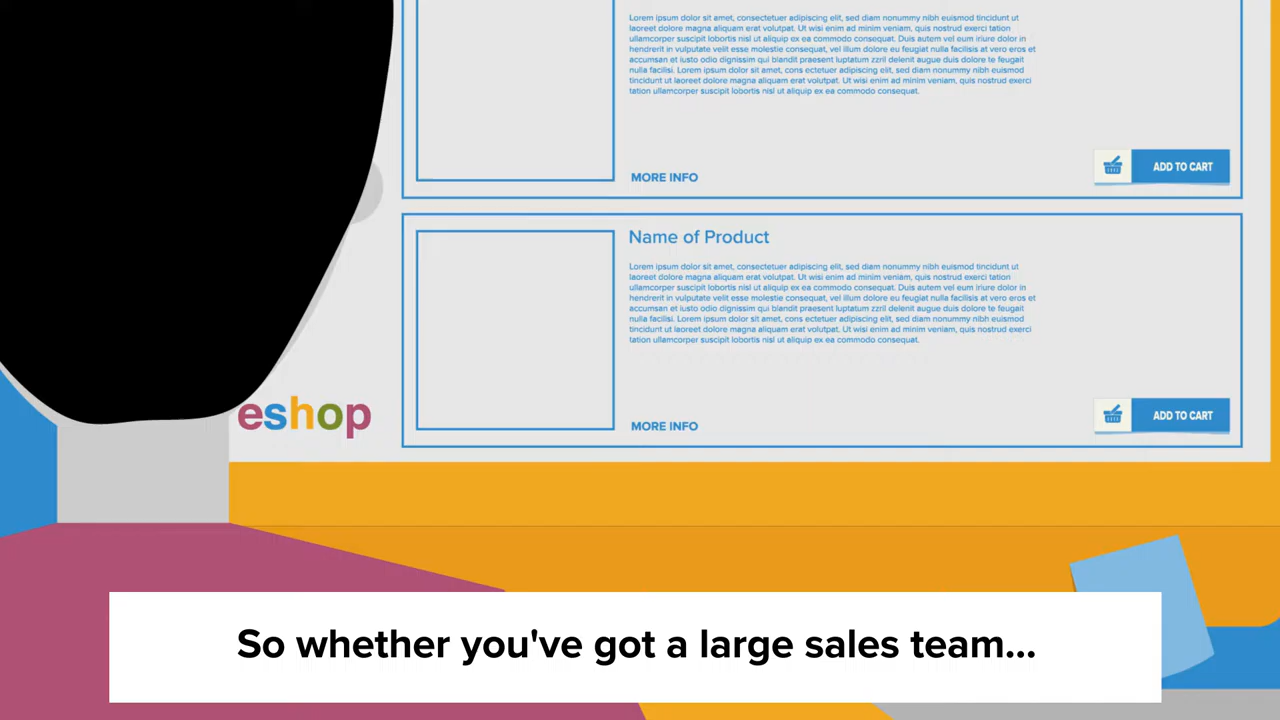 Lorem ipsum dolor sit amet, consectetuer adipiscing elit, sed diam nonummy nibh euismod tincidunt ut
laoreet dolore magna aliquam erat volutpat. Ut wisi enim ad minim veniam, quis nostrud exerci tation
ullamcorper suscipit lobortis nisl ut aliquip ex ea commodo consequat. Duis autem vel eum iriure dolor in
hendrerit in vulputate velit esse molestie consequat, vel illum dolore eu feugiat nulla facilisis at vero eros et
accumsan et iusto odio dignissim qui blandit praesent luptatum zzril delenit augue duis dolore te feugait
nulla facilisi. Lorem ipsum dolor sit amet, cons ectetuer adipiscing elit, sed diam nonummy nibh euismod
tincidunt ut laoreet dolore magna aliquam erat volutpat. Ut wisi enim ad minim veniam, quis nostrud exerci
tation ullamcorper suscipit lobortis nisl ut aliquip ex ea commodo consequat.
MORE INFO
ADD TO CART
Name of Product
Lorem ipsum dolor sit amet, consectetuer adipiscing elit, sed diam nonummy nibh euismod tincidunt ut
laoreet dolore magna aliquam erat volutpat. Ut wisi enim ad minim veniam, quis nostrud exerci tation
ullamcorper suscipit lobortis nisl ut aliquip ex ea commodo consequat. Duis autem vel eum iriure dolor in
hendrerit in vulputate velit esse molestie consequat, vel illum dolore eu feugiat nulla facilisis at vero eros et
accumsan et iusto odio dignissim qui blandit praesent luptatum zzril delenit augue duis dolore te feugait
nulla facilisi. Lorem ipsum dolor sit amet, cons ectetuer adipiscing elit, sed diam nonummy nibh euismod
tincidunt ut laoreet dolore magna aliquam erat volutpat. Ut wisi enim ad minim veniam, quis nostrud exerci
tation ullamcorper suscipit lobortis nisl ut aliquip ex ea commodo consequat.
MORE INFO
ADD TO CART
eshop
So whether you've got a large sales team...